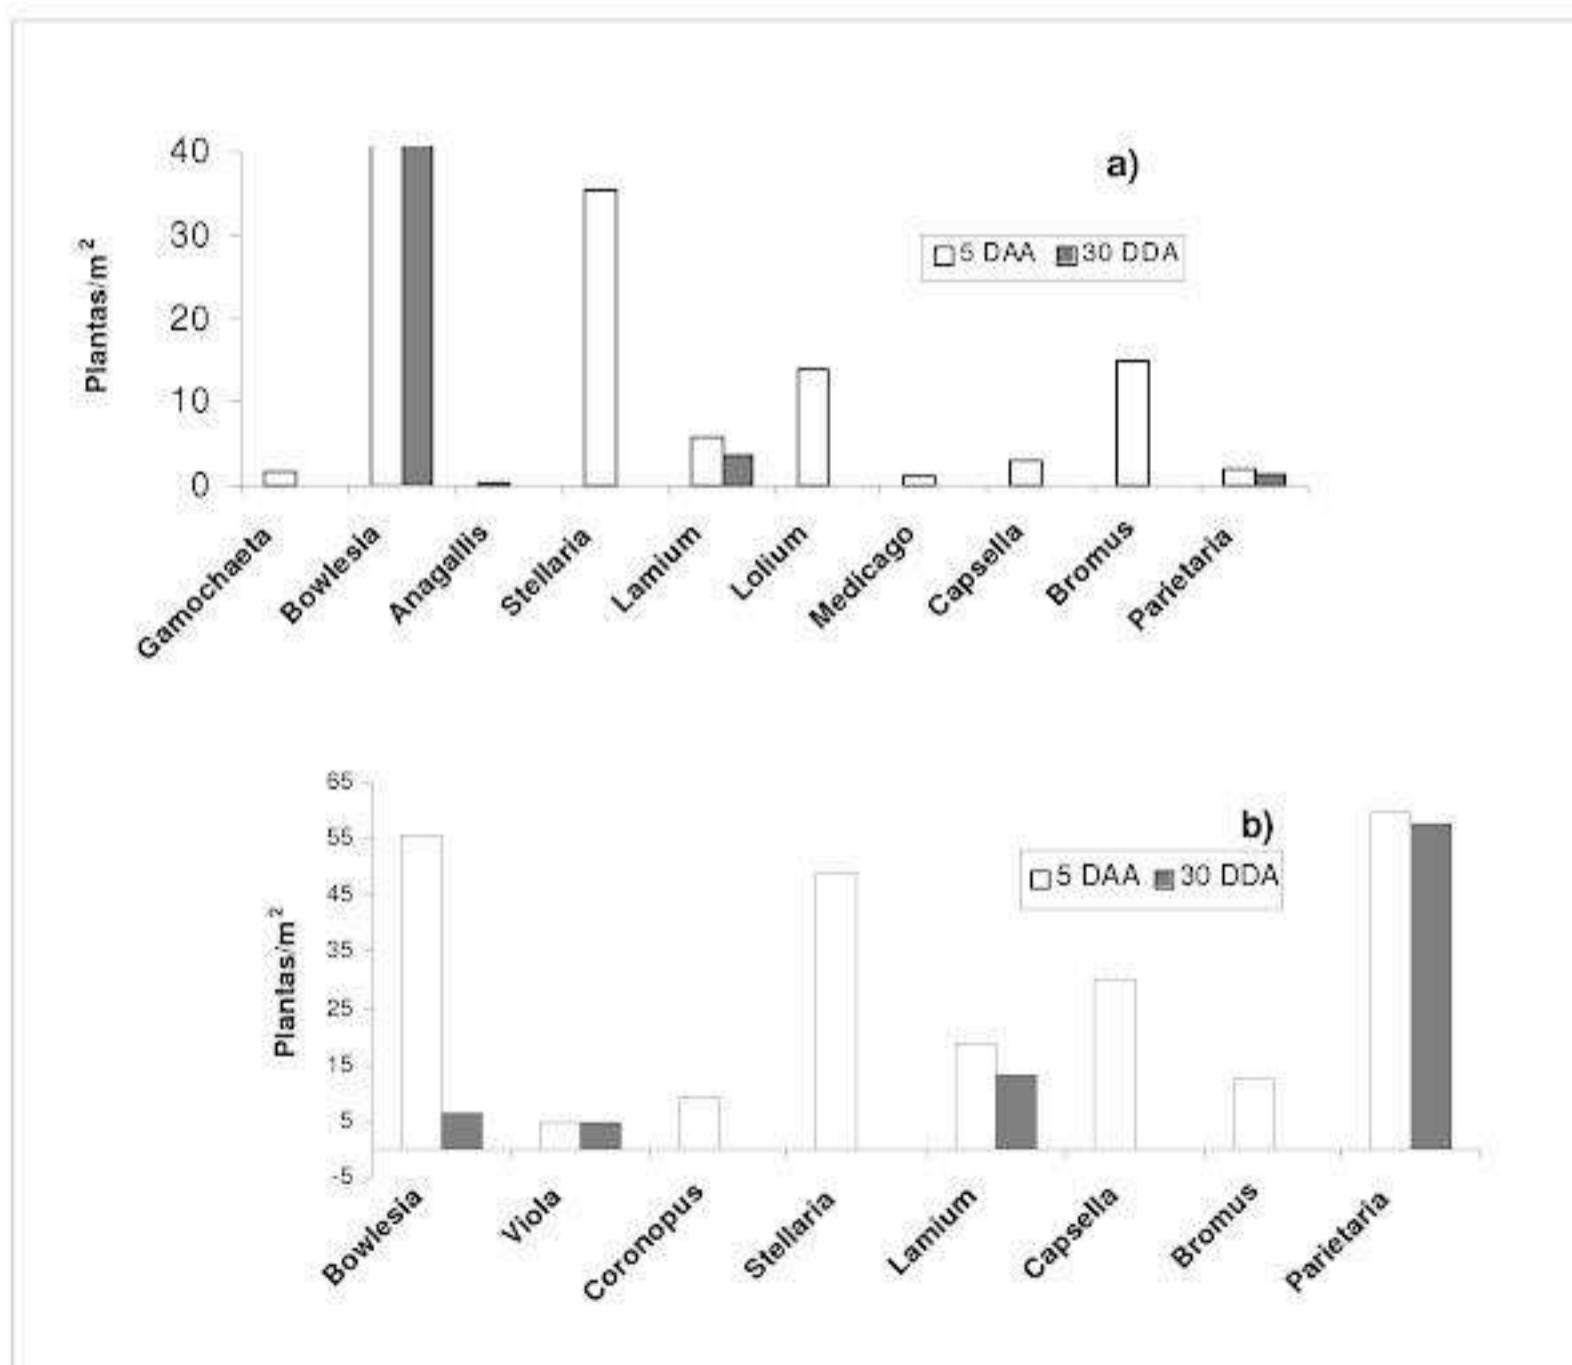 a)
40
30
20
10
0
Plantas/m²
5 DAA 30 DDA
Gamochaeta
Bowlesia
Anagallis
Stellaria
Lamium
Lolium
Medicago
Capsella
Bromus
Parietaria
b)
65
55
45
35
25
15
5
-5
Plantas/m²
5 DAA 30 DDA
Bowlesia
Viola
Coronopus
Stellaria
Lamium
Capsella
Bromus
Parietaria